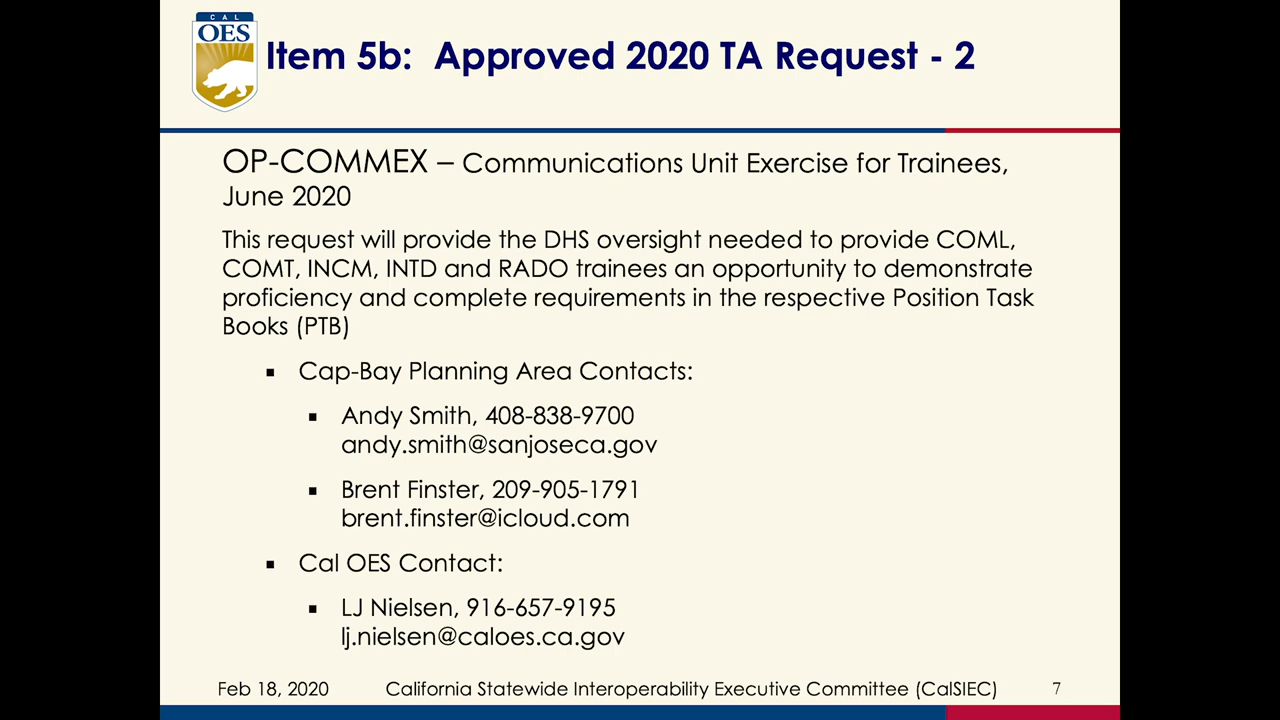 CAL
OES
Item 5b:  Approved 2020 TA Request - 2
OP-COMMEX – Communications Unit Exercise for Trainees,
June 2020
This request will provide the DHS oversight needed to provide COML,
COMT, INCM, INTD and RADO trainees an opportunity to demonstrate
proficiency and complete requirements in the respective Position Task
Books (PTB)
▪ Cap-Bay Planning Area Contacts:
▪ Andy Smith, 408-838-9700
andy.smith@sanjoseca.gov
▪ Brent Finster, 209-905-1791
brent.finster@icloud.com
▪ Cal OES Contact:
▪ LJ Nielsen, 916-657-9195
lj.nielsen@caloes.ca.gov
Feb 18, 2020 California Statewide Interoperability Executive Committee (CalSIEC) 7